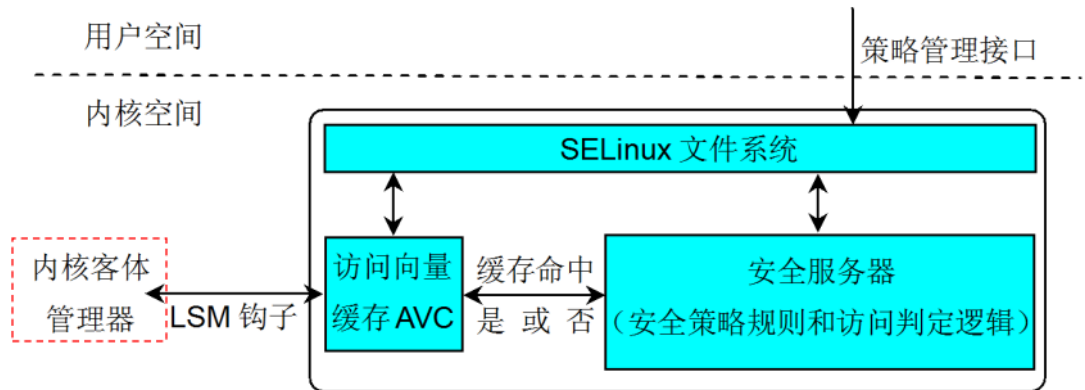 用户空间
策略管理接口
内核空间
SELinux 文件系统
内核客体
管理器
LSM 钩子
访问向量
缓存 AVC
缓存命中
是 或 否
安全服务器
（安全策略规则和访问判定逻辑）